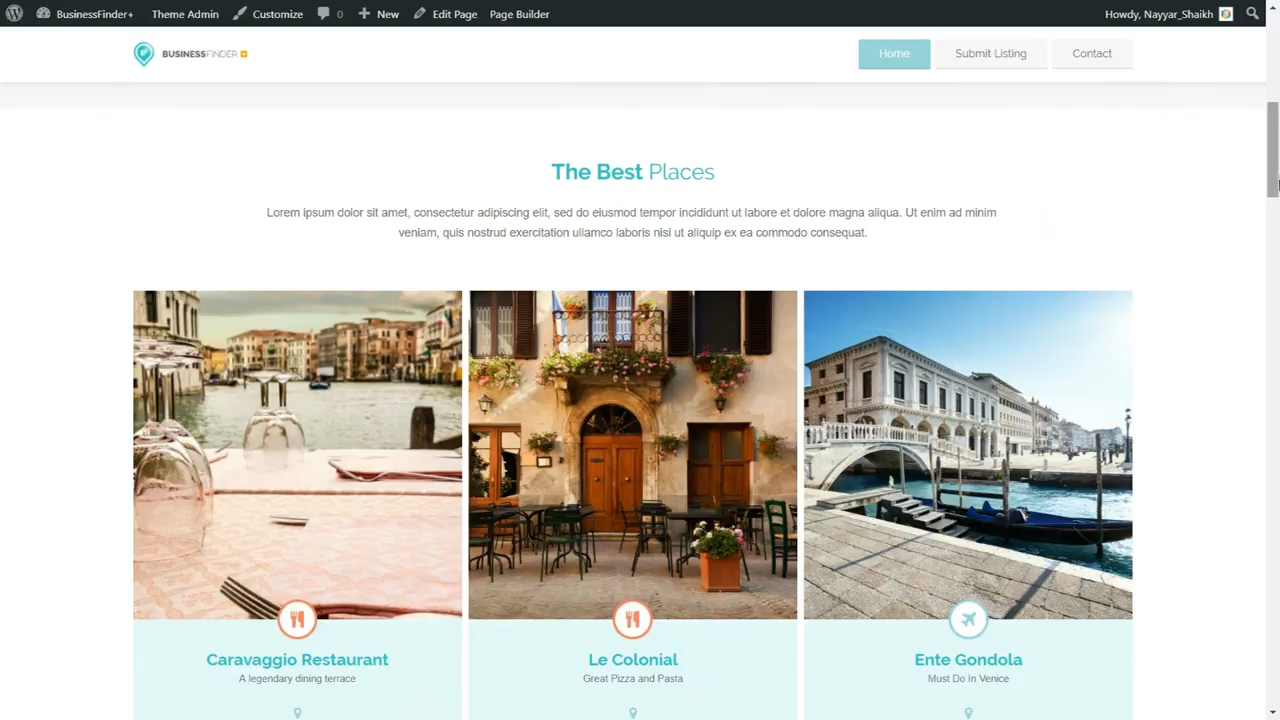 BusinessFinder+ Theme Admin Customize 0 New Edit Page Page Builder Howdy, Nayyar_Shaikh
BUSINESSFINDER Home Submit Listing Contact
The Best Places
Lorem ipsum dolor sit amet, consectetur adipiscing elit, sed do eiusmod tempor incididunt ut labore et dolore magna aliqua. Ut enim ad minim
veniam, quis nostrud exercitation ullamco laboris nisi ut aliquip ex ea commodo consequat.
Caravaggio Restaurant
A legendary dining terrace
Le Colonial
Great Pizza and Pasta
Ente Gondola
Must Do In Venice